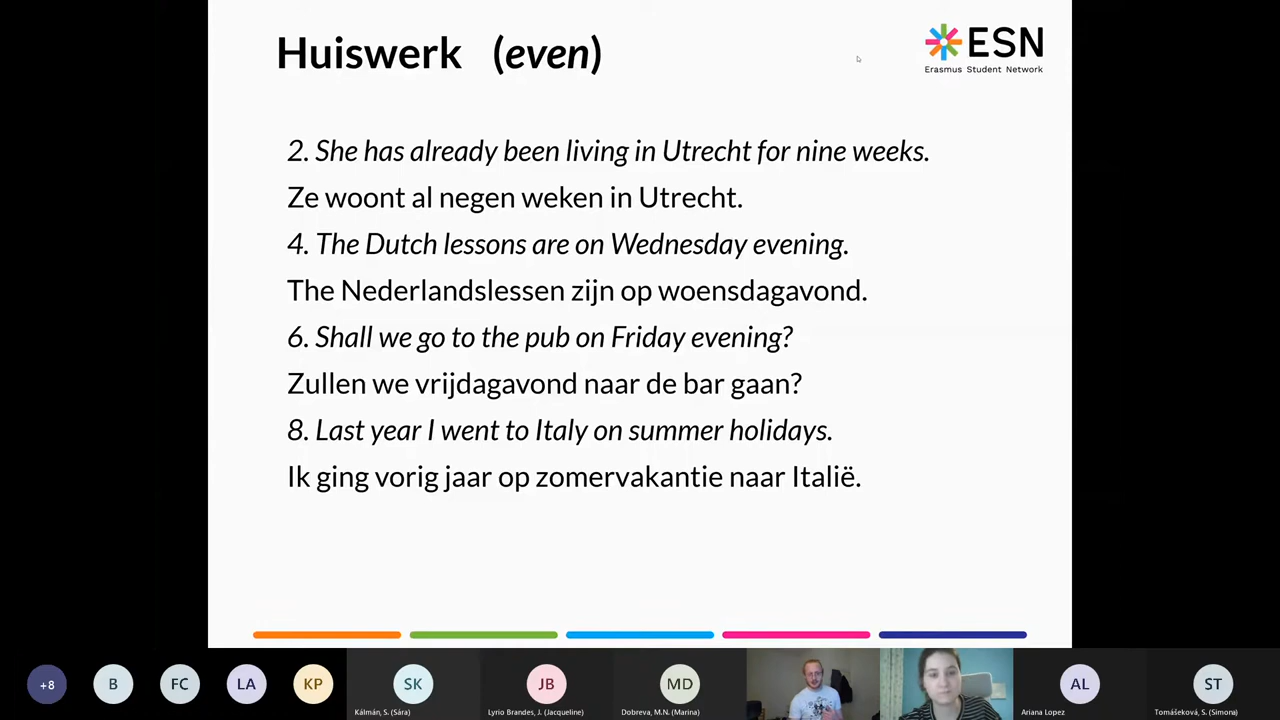 Huiswerk (even)
ESN
Erasmus Student Network
2. She has already been living in Utrecht for nine weeks.
Ze woont al negen weken in Utrecht.
4. The Dutch lessons are on Wednesday evening.
The Nederlandslessen zijn op woensdagavond.
6. Shall we go to the pub on Friday evening?
Zullen we vrijdagavond naar de bar gaan?
8. Last year I went to Italy on summer holidays.
Ik ging vorig jaar op zomervakantie naar Italië.
+8 B FC LA KP SK JB MD AL ST
Kálmán, S. (Sára) Lyrio Brandes, J. (Jacqueline) Dobreva, M.N. (Marina) Ariana Lopez Tomášeková, S. (Simona)